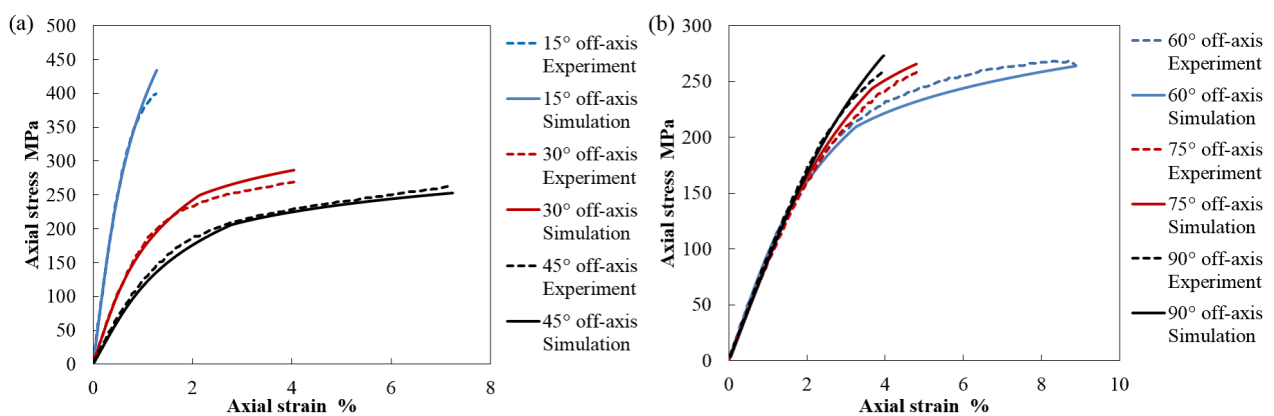 (a)
500
450
400
350
300
250
200
150
100
50
0
Axial stress MPa
0 2 4 6 8
Axial strain %
15° off-axis
Experiment
15° off-axis
Simulation
30° off-axis
Experiment
30° off-axis
Simulation
45° off-axis
Experiment
45° off-axis
Simulation
(b)
300
250
200
150
100
50
0
Axial stress MPa
0 2 4 6 8 10
Axial strain %
60° off-axis
Experiment
60° off-axis
Simulation
75° off-axis
Experiment
75° off-axis
Simulation
90° off-axis
Experiment
90° off-axis
Simulation